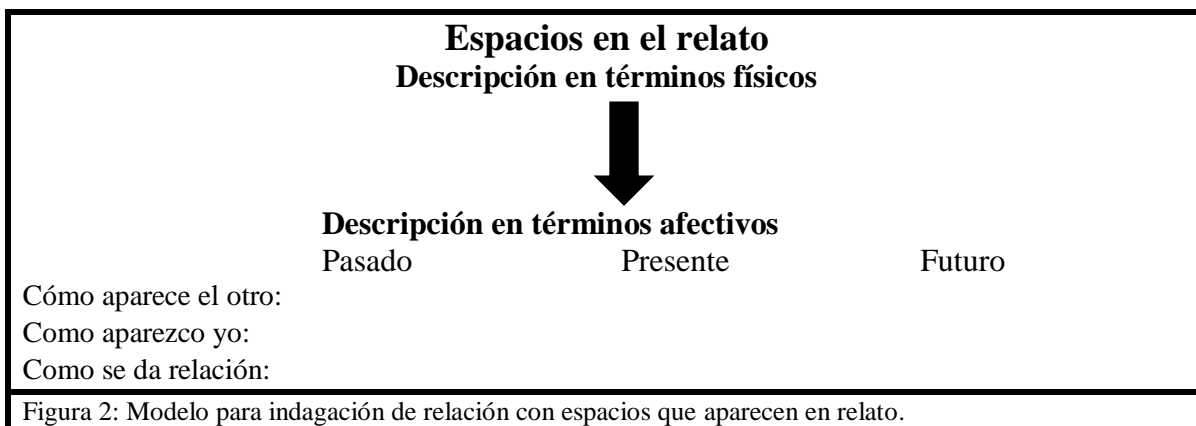 Espacios en el relato
Descripción en términos físicos
Descripción en términos afectivos
Pasado Presente Futuro
Cómo aparece el otro:
Como aparezco yo:
Como se da relación:
Figura 2: Modelo para indagación de relación con espacios que aparecen en relato.